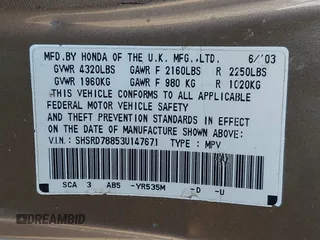 MFD.BY HONDA OF THE U.K. MFG.,LTD. 6/'03
GVWR 4320LBS GAWR F 2160LBS R 2250LBS
GVWR 1960KG GAWR F 980 KG R 1020KG
THIS VEHICLE CONFORMS TO ALL APPLICABLE
FEDERAL MOTOR VEHICLE SAFETY
AND THEFT PREVENTION STANDARDS IN EFFECT
ON THE DATE OF MANUFACTURE SHOWN ABOVE.
V.I.N.: SHSRD78853U147671 TYPE: MPV
SCA 3 AB5 -YR535M -D -U
DREAMBID